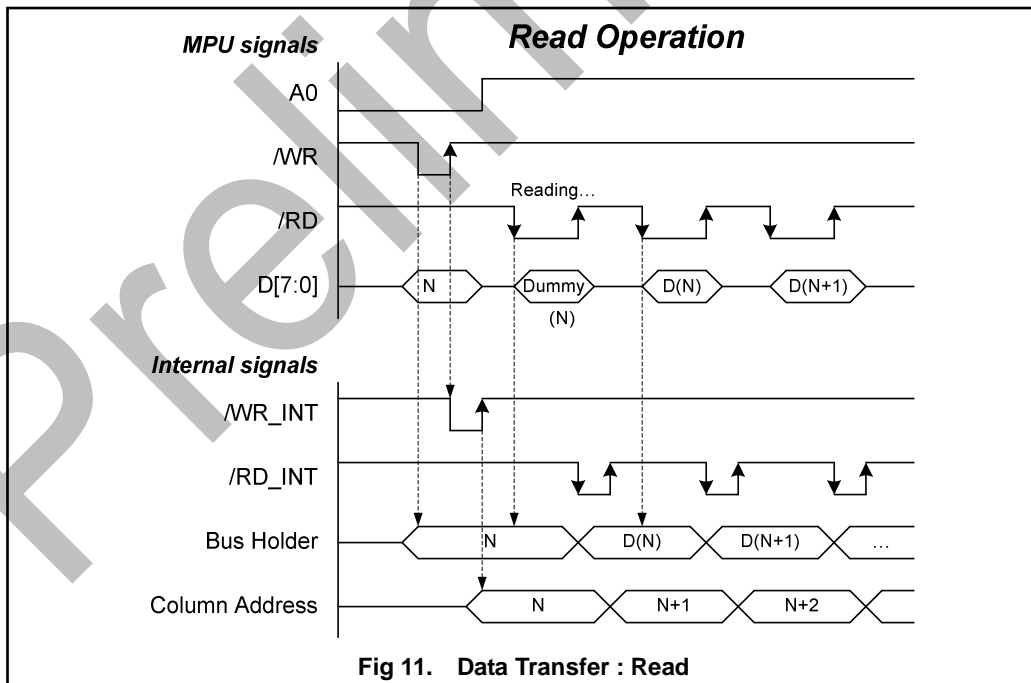 Prelim
MPU signals
Read Operation
A0
/WR
Reading…
/RD
D[7:0]
N
Dummy
D(N)
D(N+1)
(N)
Internal signals
/WR_INT
/RD_INT
Bus Holder
N
D(N)
D(N+1)
…
Column Address
N
N+1
N+2
Fig 11. Data Transfer : Read